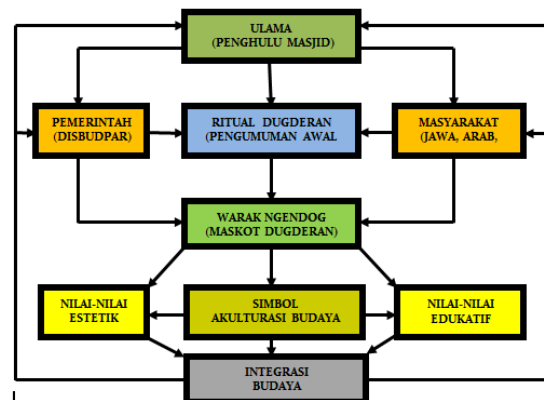 ULAMA
(PENGHULU MASJID)
PEMERINTAH
(DISBUDPAR)
RITUAL DUGDERAN
(PENGUMUMAN AWAL
MASYARAKAT
(JAWA, ARAB,
WARAK NGENDOG
(MASKOT DUGDERAN)
NILAI-NILAI
ESTETIK
SIMBOL
AKULTURASI BUDAYA
NILAI-NILAI
EDUKATIF
INTEGRASI
BUDAYA